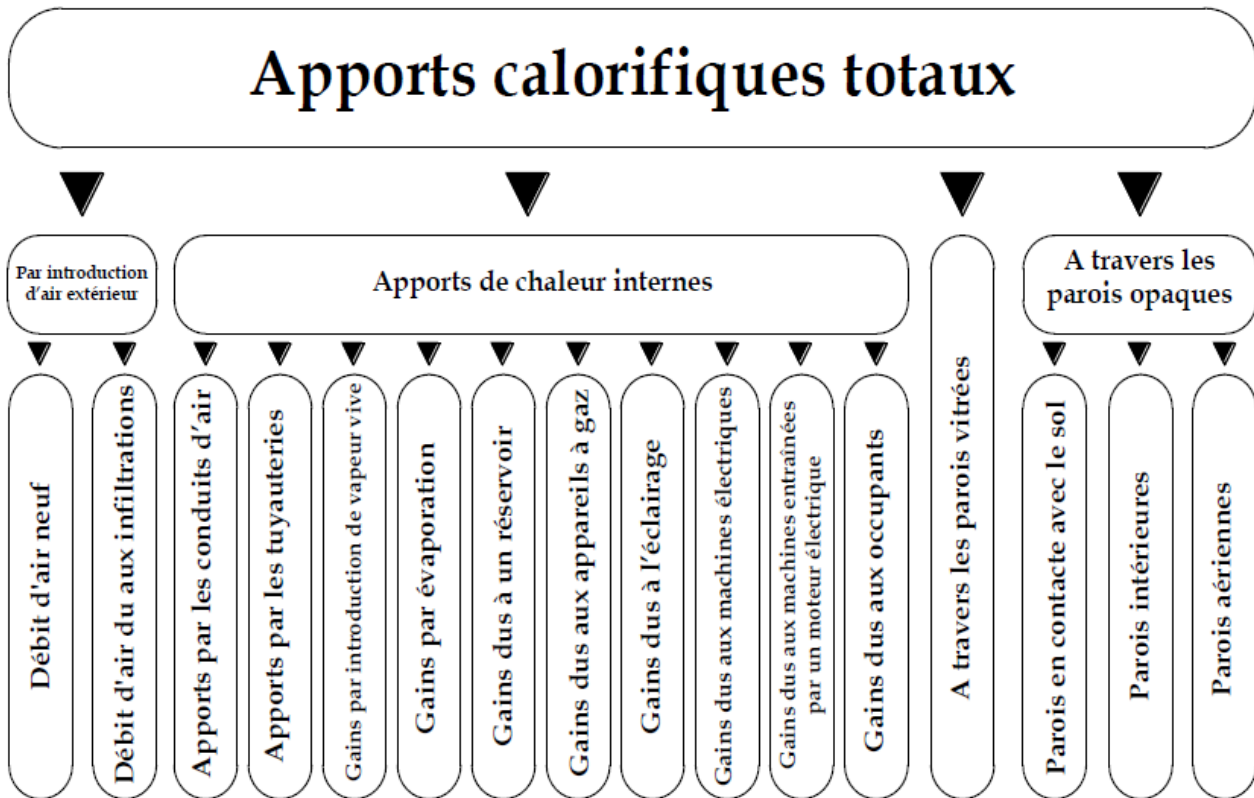 Apports calorifiques totaux
Par introduction
d'air extérieur
Apports de chaleur internes
A travers les parois vitrées
A travers les
parois opaques
Débit d'air neuf
Débit d'air du aux infiltrations
Apports par les conduits d'air
Apports par les tuyauteries
Gains par introduction de vapeur vive
Gains par évaporation
Gains dus à un réservoir
Gains dus aux appareils à gaz
Gains dus à l'éclairage
Gains dus aux machines électriques
Gains dus aux machines entraînées
par un moteur électrique
Gains dus aux occupants
Parois en contacte avec le sol
Parois intérieures
Parois aériennes